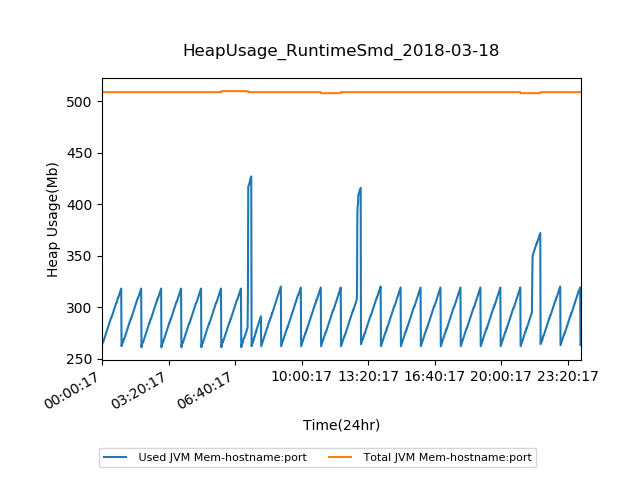 HeapUsage_RuntimeSmd_2018-03-18
Heap Usage(Mb)
500
450
400
350
300
250
00:00:17
03:20:17
06:40:17
10:00:17
13:20:17
16:40:17
20:00:17
23:20:17
Time(24hr)
Used JVM Mem-hostname:port
Total JVM Mem-hostname:port